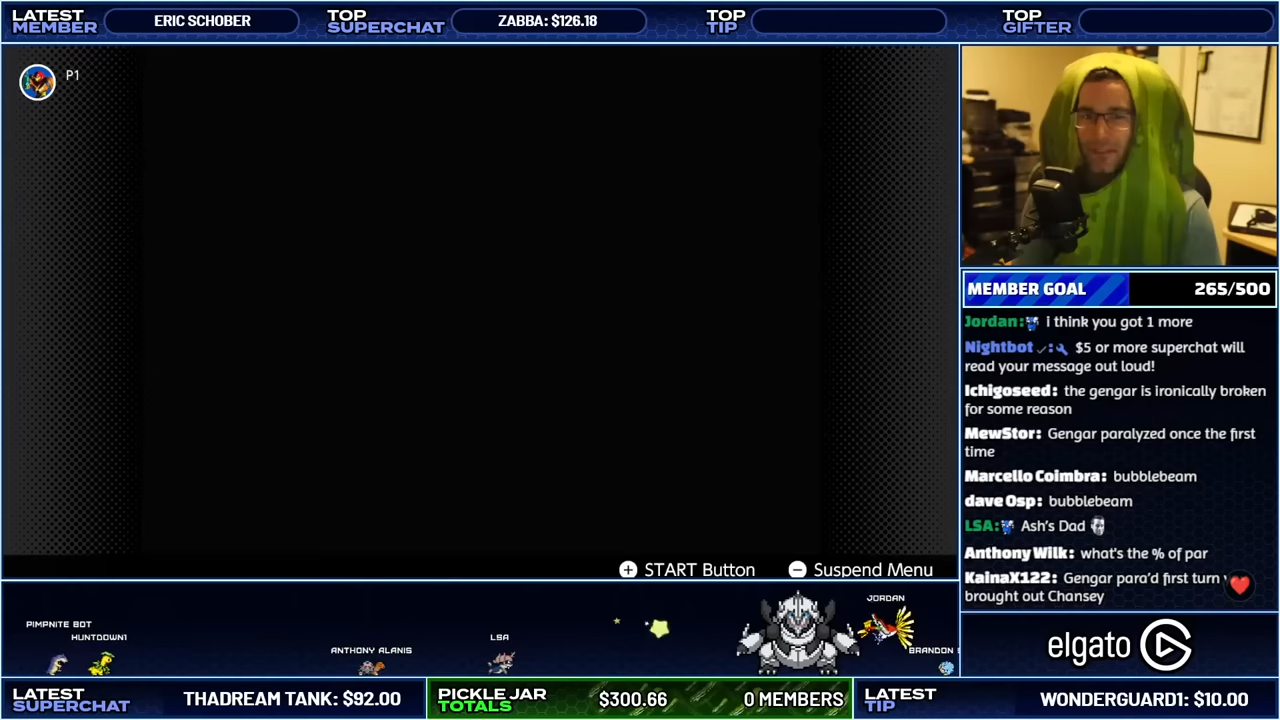 LATEST MEMBER
ERIC SCHOBER
TOP SUPERCHAT
ZABBA: $126.18
TOP TIP
TOP GIFTER
P1
MEMBER GOAL
265/500
Jordan: i think you got 1 more
Nightbot : $5 or more superchat will
read your message out loud!
Ichigoseed: the gengar is ironically broken
for some reason
MewStor: Gengar paralyzed once the first
time
Marcello Coimbra: bubblebeam
dave Osp: bubblebeam
LSA: Ash's Dad
Anthony Wilk: what's the % of par
KainaX122: Gengar para'd first turn
brought out Chansey
+ START Button
− Suspend Menu
PIMPNITE BOT
HUNTDOWN1
ANTHONY ALANIS
LSA
JORDAN
BRANDON
elgato
LATEST SUPERCHAT
THADREAM TANK: $92.00
PICKLE JAR TOTALS
$300.66
0 MEMBERS
LATEST TIP
WONDERGUARD1: $10.00